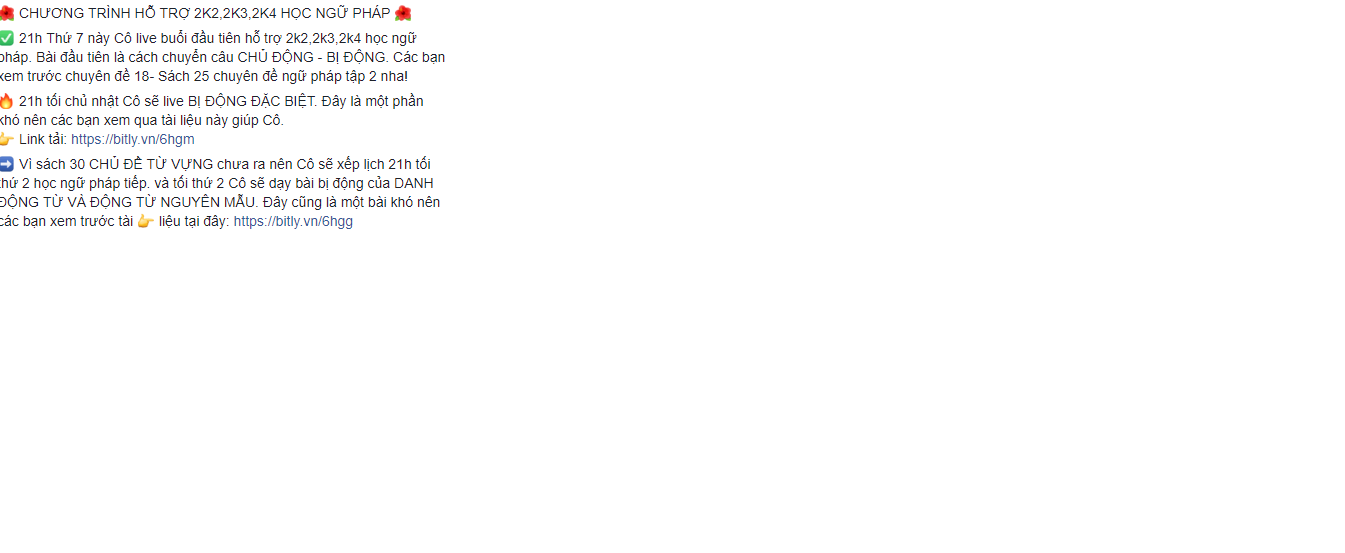 🌺 CHƯƠNG TRÌNH HỖ TRỢ 2K2,2K3,2K4 HỌC NGỮ PHÁP 🌺
✅ 21h Thứ 7 này Cô live buổi đầu tiên hỗ trợ 2k2,2k3,2k4 học ngữ
pháp. Bài đầu tiên là cách chuyển câu CHỦ ĐỘNG - BỊ ĐỘNG. Các bạn
xem trước chuyên đề 18- Sách 25 chuyên đề ngữ pháp tập 2 nha!
🔥 21h tối chủ nhật Cô sẽ live BỊ ĐỘNG ĐẶC BIỆT. Đây là một phần
khó nên các bạn xem qua tài liệu này giúp Cô.
👉 Link tải: https://bitly.vn/6hgm
➡️ Vì sách 30 CHỦ ĐỀ TỪ VỰNG chưa ra nên Cô sẽ xếp lịch 21h tối
thứ 2 học ngữ pháp tiếp. và tối thứ 2 Cô sẽ dạy bài bị động của DANH
ĐỘNG TỪ VÀ ĐỘNG TỪ NGUYÊN MẪU. Đây cũng là một bài khó nên
các bạn xem trước tài 👉 liệu tại đây: https://bitly.vn/6hgg